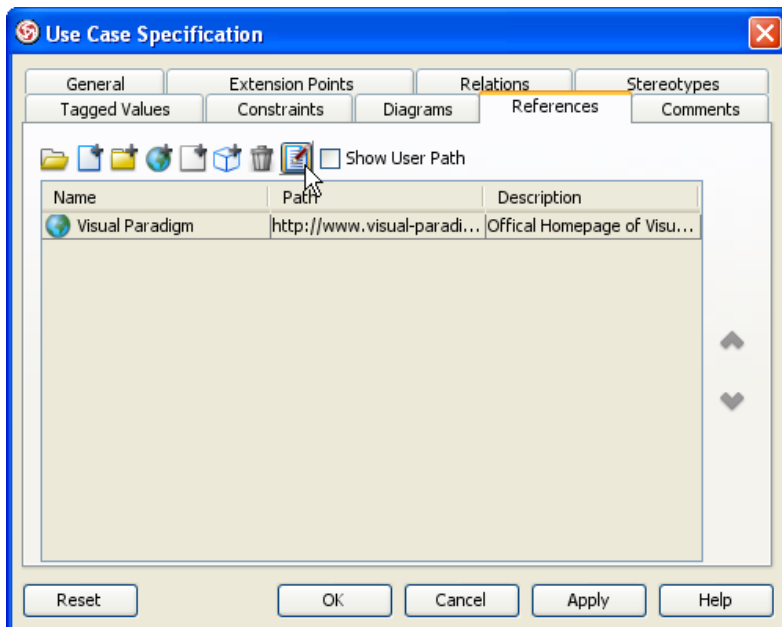 Use Case Specification
General Extension Points Relations Stereotypes
Tagged Values Constraints Diagrams References Comments
Show User Path
Name Path Description
Visual Paradigm http://www.visual-paradi... Offical Homepage of Visu...
Reset OK Cancel Apply Help